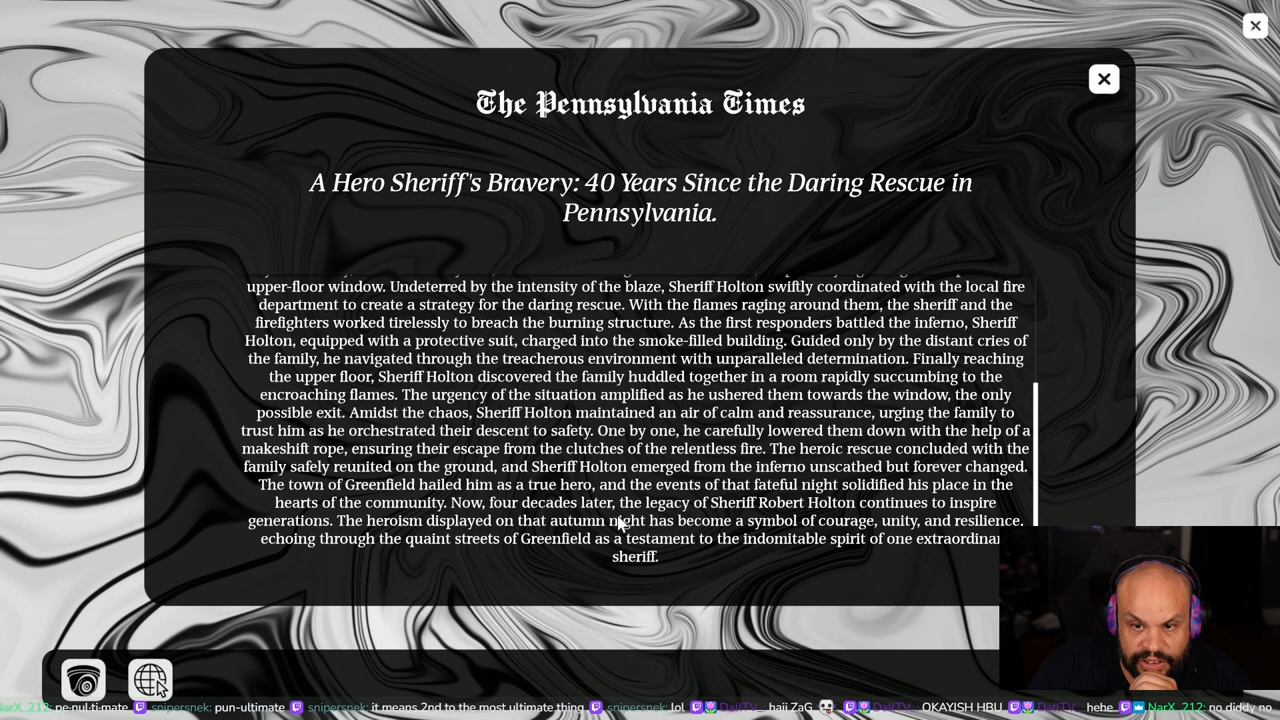 The Pennsylvania Times
A Hero Sheriff's Bravery: 40 Years Since the Daring Rescue in
Pennsylvania.
upper-floor window. Undeterred by the intensity of the blaze, Sheriff Holton swiftly coordinated with the local fire
department to create a strategy for the daring rescue. With the flames raging around them, the sheriff and the
firefighters worked tirelessly to breach the burning structure. As the first responders battled the inferno, Sheriff
Holton, equipped with a protective suit, charged into the smoke-filled building. Guided only by the distant cries of
the family, he navigated through the treacherous environment with unparalleled determination. Finally reaching
the upper floor, Sheriff Holton discovered the family huddled together in a room rapidly succumbing to the
encroaching flames. The urgency of the situation amplified as he ushered them towards the window, the only
possible exit. Amidst the chaos, Sheriff Holton maintained an air of calm and reassurance, urging the family to
trust him as he orchestrated their descent to safety. One by one, he carefully lowered them down with the help of a
makeshift rope, ensuring their escape from the clutches of the relentless fire. The heroic rescue concluded with the
family safely reunited on the ground, and Sheriff Holton emerged from the inferno unscathed but forever changed.
The town of Greenfield hailed him as a true hero, and the events of that fateful night solidified his place in the
hearts of the community. Now, four decades later, the legacy of Sheriff Robert Holton continues to inspire
generations. The heroism displayed on that autumn night has become a symbol of courage, unity, and resilience.
echoing through the quaint streets of Greenfield as a testament to the indomitable spirit of one extraordinar
sheriff.
NarX_212: pe·nul·ti·mate snipersnek: pun-ultimate snipersnek: it means 2nd to the most ultimate thing snipersnek: lol haii ZaG OKAYISH HBU hehe NarX_212: no diddy no